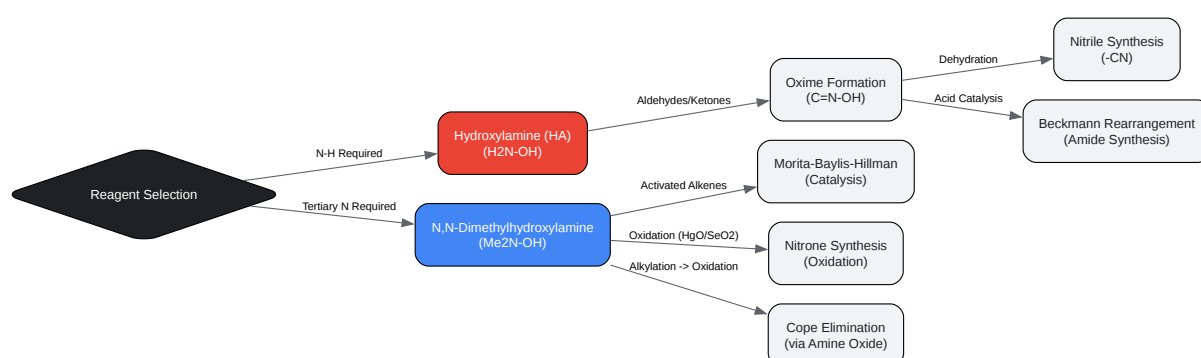 Reagent Selection
N-H Required
Tertiary N Required
Hydroxylamine (HA)
(H2N-OH)
N,N-Dimethylhydroxylamine
(Me2N-OH)
Aldehydes/Ketones
Activated Alkenes
Oxidation (HgO/SeO2)
Alkylation -> Oxidation
Oxime Formation
(C=N-OH)
Morita-Baylis-Hillman
(Catalysis)
Nitrone Synthesis
(Oxidation)
Cope Elimination
(via Amine Oxide)
Dehydration
Acid Catalysis
Nitrile Synthesis
(-CN)
Beckmann Rearrangement
(Amide Synthesis)